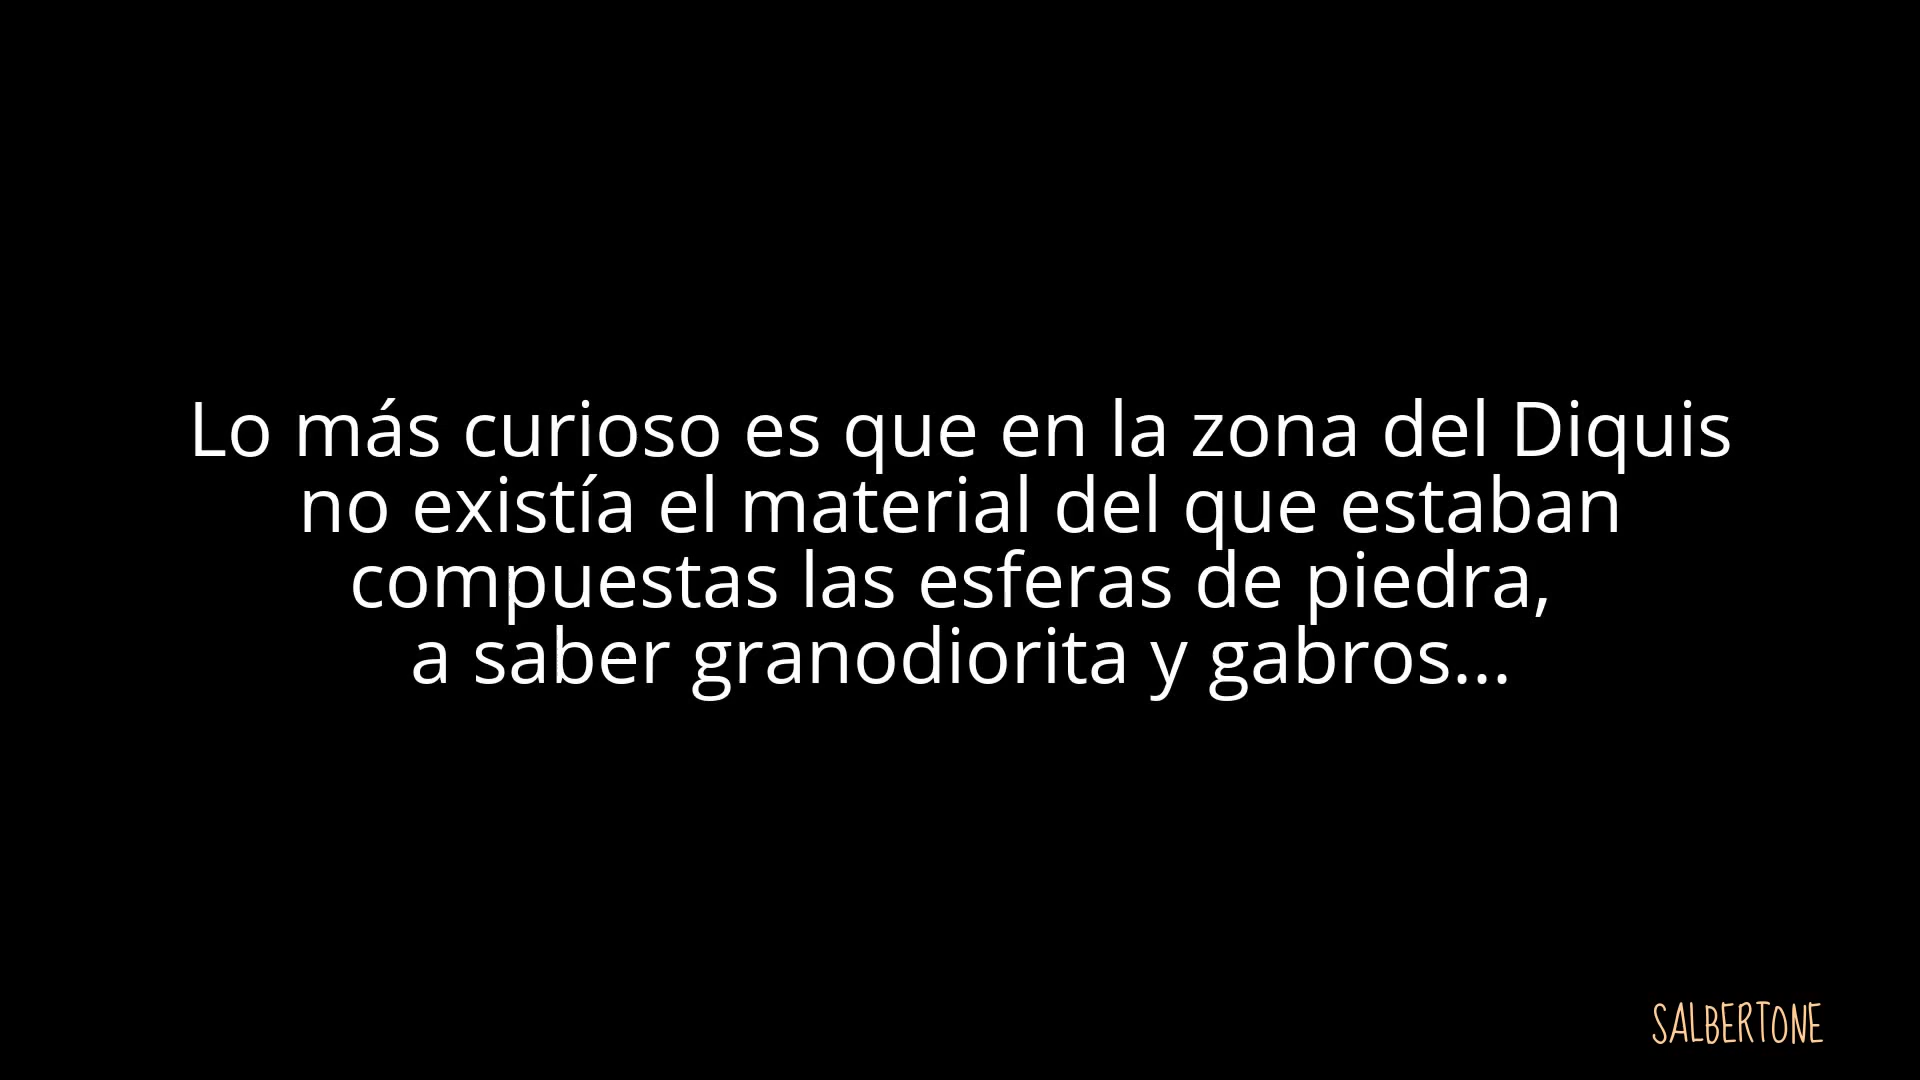 Lo más curioso es que en la zona del Diquis
no existía el material del que estaban
compuestas las esferas de piedra,
a saber granodiorita y gabros...
SALBERTONE